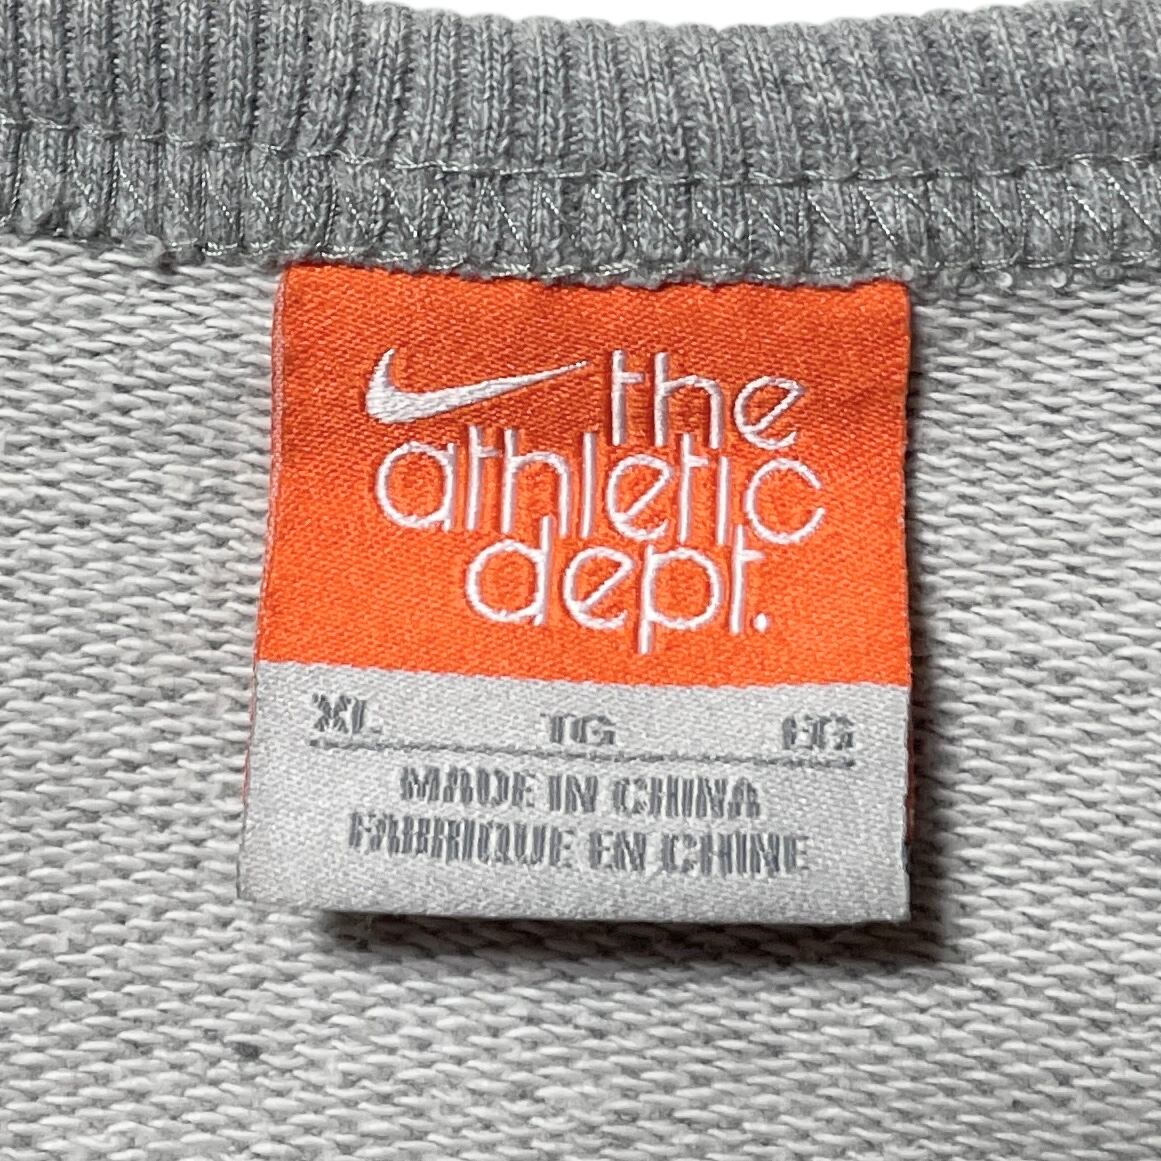 the
athletic
dept.
XL TG EG
MADE IN CHINA
FABRIQUE EN CHINE